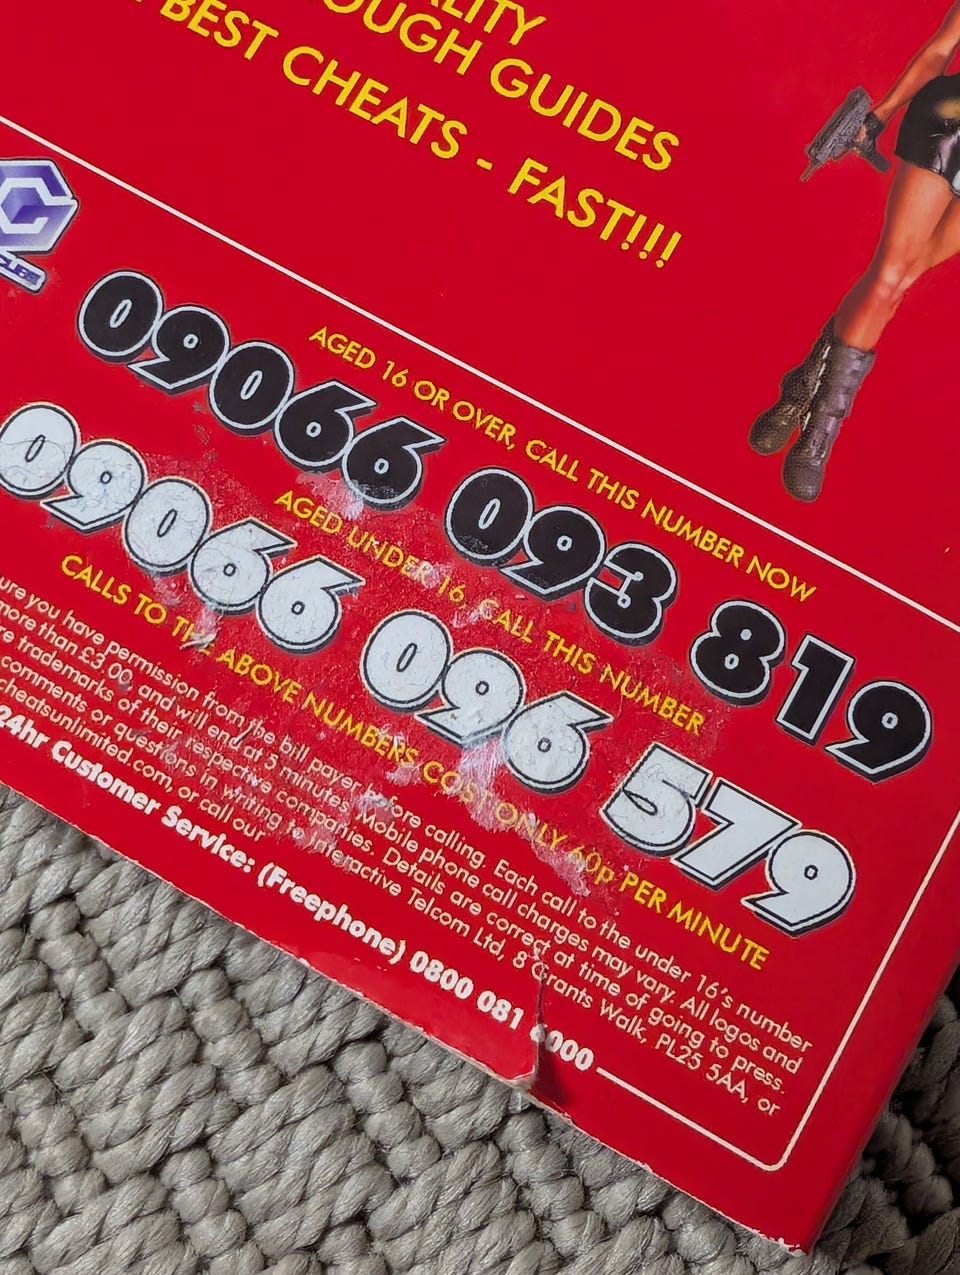 OUGH GUIDES
BEST CHEATS - FAST!!!
AGED 16 OR OVER, CALL THIS NUMBER NOW
09066 093 819
AGED UNDER 16, CALL THIS NUMBER
09066 096 579
CALLS TO THE ABOVE NUMBERS COST ONLY 60p PER MINUTE
you have permission from the bill payer before calling. Each call to the under 16's number
more than £3.00, and will end at 5 minutes. Mobile phone call charges may vary. All logos and
trademarks of their respective companies. Details are correct at time of going to press.
comments or questions in writing to Interactive Telcom Ltd, 8 Grants Walk, PL25 5AA, or
cheatsunlimited.com, or call our
24hr Customer Service: (Freephone) 0800 081 000